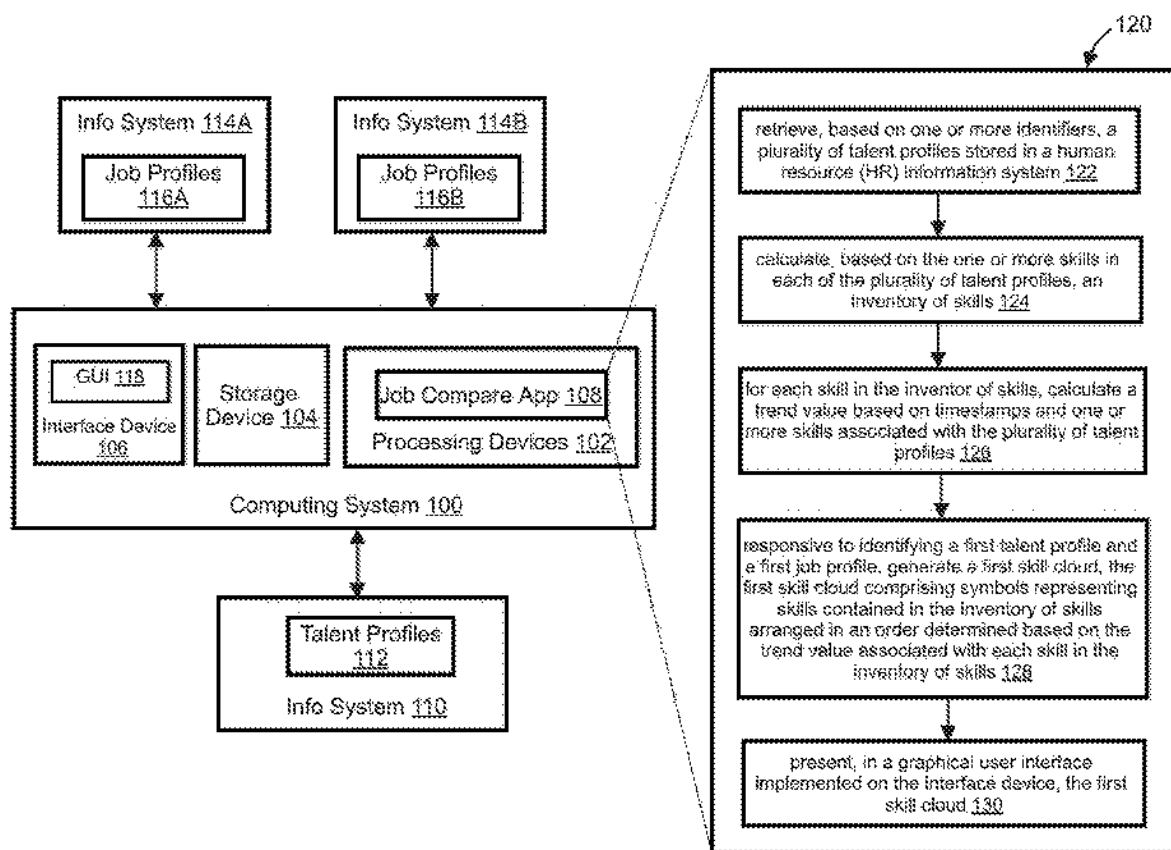 120
Info System 114A
Job Profiles
116A
Info System 114B
Job Profiles
116B
GUI 118
Interface Device
106
Storage
Device 104
Job Compare App 108
Processing Devices 102
Computing System 100
Talent Profiles
112
Info System 110
retrieve, based on one or more identifiers, a
plurality of talent profiles stored in a human
resource (HR) information system 122
calculate, based on the one or more skills in
each of the plurality of talent profiles, an
inventory of skills 124
for each skill in the inventor of skills, calculate a
trend value based on timestamps and one or
more skills associated with the plurality of talent
profiles 126
responsive to identifying a first talent profile and
a first job profile, generate a first skill cloud, the
first skill cloud comprising symbols representing
skills contained in the inventory of skills
arranged in an order determined based on the
trend value associated with each skill in the
inventory of skills 128
present, in a graphical user interface
implemented on the interface device, the first
skill cloud 130